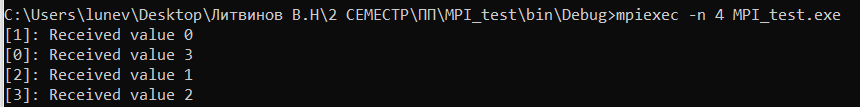 C:\Users\lunev\Desktop\Литвинов В.Н\2 СЕМЕСТР\ПП\MPI_test\bin\Debug>mpiexec -n 4 MPI_test.exe
[1]: Received value 0
[0]: Received value 3
[2]: Received value 1
[3]: Received value 2